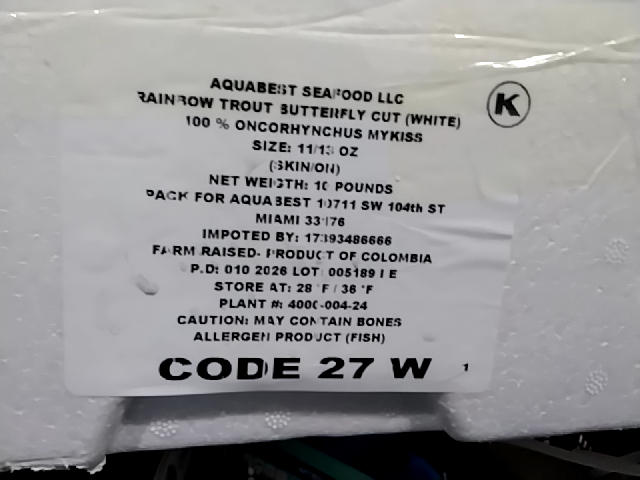 AQUABEST SEAFOOD LLC
RAINBOW TROUT BUTTERFLY CUT (WHITE)
K
100 % ONCORHYNCHUS MYKISS
SIZE: 11/13 OZ
(SKIN/ON)
NET WEIGTH: 10 POUNDS
PACK FOR AQUABEST 10711 SW 104th ST
MIAMI 33176
IMPOTED BY: 17393486666
FARM RAISED- PRODUCT OF COLOMBIA
P.D: 010 2026 LOT 005189 I E
STORE AT: 28 °F / 36 °F
PLANT #: 4000-004-24
CAUTION: MAY CONTAIN BONES
ALLERGEN PRODUCT (FISH)
CODE 27 W 1